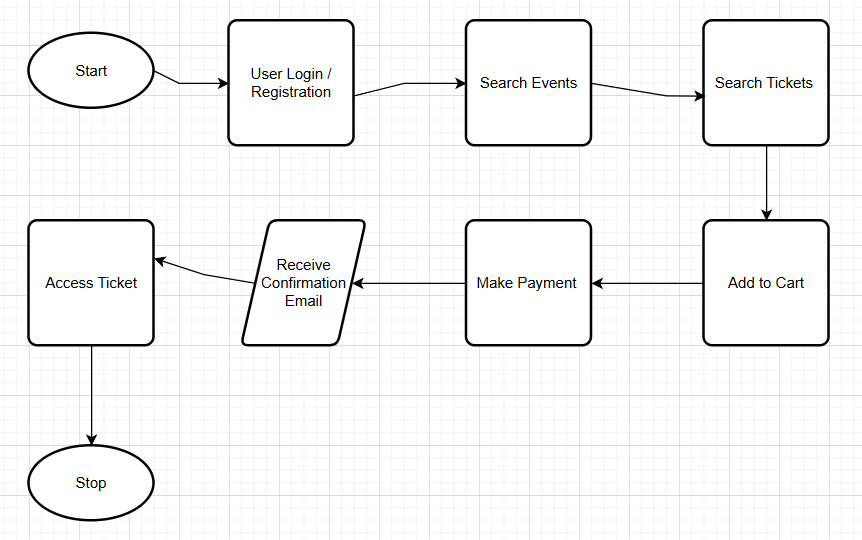 Start
User Login /
Registration
Search Events
Search Tickets
Access Ticket
Receive
Confirmation
Email
Make Payment
Add to Cart
Stop